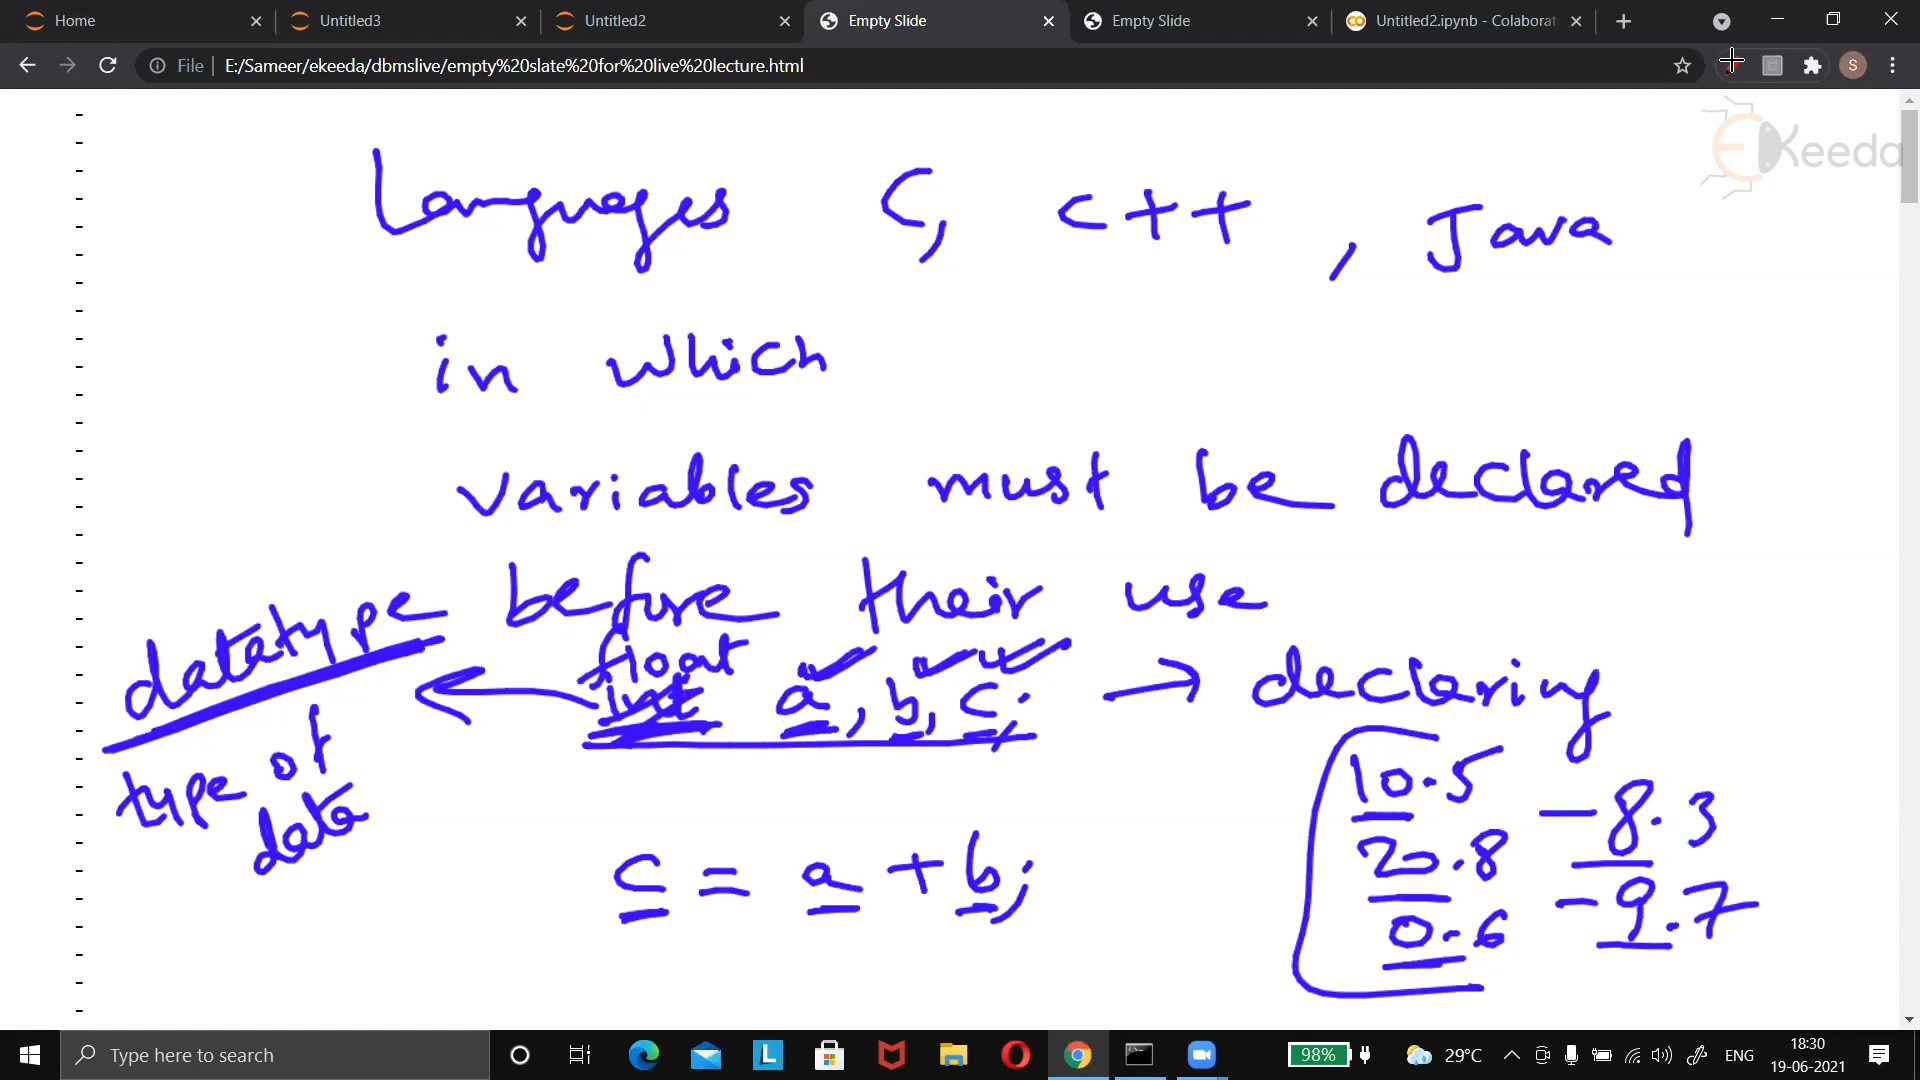 Home
Untitled3
Untitled2
Empty Slide
Empty Slide
Untitled2.ipynb - Colaborat
File | E:/Sameer/ekeeda/dbmslive/empty%20slate%20for%20live%20lecture.html
S
EKeeda
Languages C, C++, Java
in which
variables must be declared
before their use
datatype
float
int a, b, c; → declaring
type of
data
10.5 -8.3
20.8 -9.7
0.6
c = a + b;
Type here to search
L
98%
29°C
ENG
18:30
19-06-2021